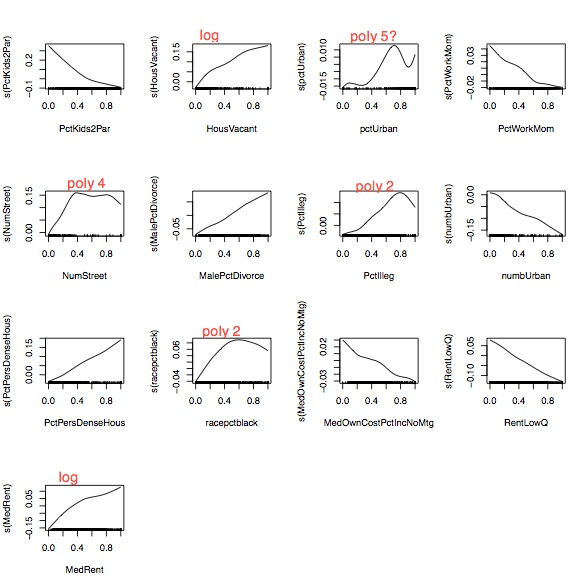 log
poly 5?
s(PctKids2Par)
-0.10
0.2
0.0
0.4
0.8
PctKids2Par
s(HousVacant)
0.00
0.15
0.0
0.4
0.8
HousVacant
s(pctUrban)
-0.015
0.010
0.0
0.4
0.8
pctUrban
s(PctWorkMom)
-0.02
0.03
0.0
0.4
0.8
PctWorkMom
poly 4
poly 2
s(NumStreet)
0.00
0.15
0.0
0.4
0.8
NumStreet
s(MalePctDivorce)
-0.05
0.0
0.4
0.8
MalePctDivorce
s(PctIlleg)
0.00
0.0
0.4
0.8
PctIlleg
s(numbUrban)
-0.15
0.00
0.0
0.4
0.8
numbUrban
poly 2
s(PctPersDenseHous)
0.00
0.15
0.0
0.4
0.8
PctPersDenseHous
s(racepctblack)
-0.04
0.06
0.0
0.4
0.8
racepctblack
s(MedOwnCostPctIncNoMtg)
-0.03
0.02
0.0
0.4
0.8
MedOwnCostPctIncNoMtg
s(RentLowQ)
-0.10
0.05
0.0
0.4
0.8
RentLowQ
log
s(MedRent)
-0.15
0.05
0.0
0.4
0.8
MedRent